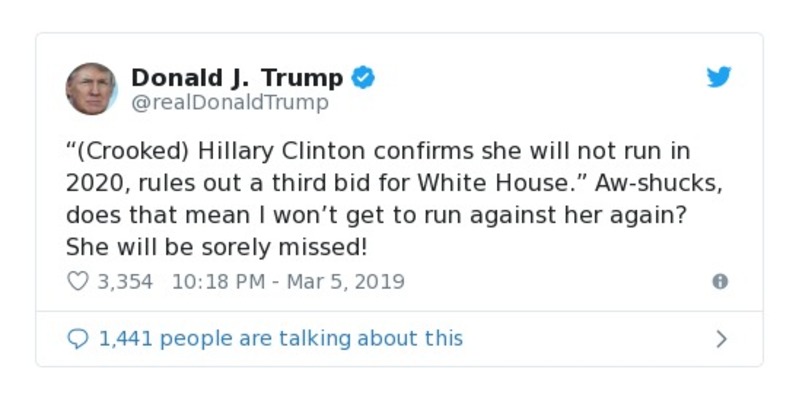 Donald J. Trump
@realDonaldTrump
“(Crooked) Hillary Clinton confirms she will not run in
2020, rules out a third bid for White House.” Aw-shucks,
does that mean I won’t get to run against her again?
She will be sorely missed!
3,354 10:18 PM - Mar 5, 2019
1,441 people are talking about this